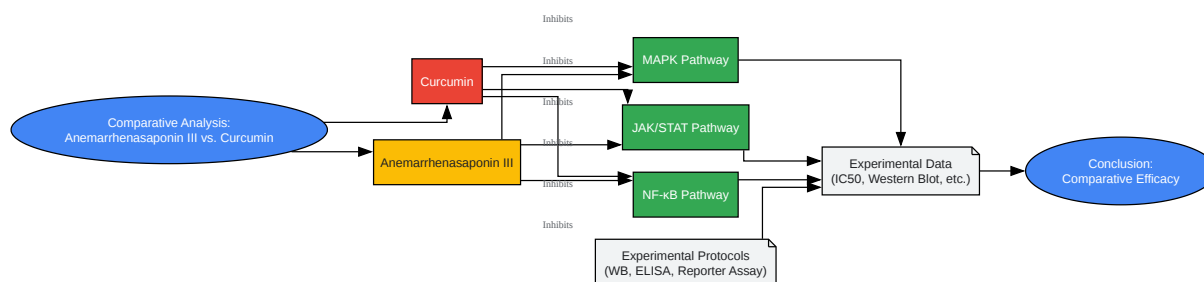 Comparative Analysis:
Anemarrhenasaponin III vs. Curcumin
Curcumin
Anemarrhenasaponin III
Inhibits
Inhibits
Inhibits
Inhibits
Inhibits
Inhibits
MAPK Pathway
JAK/STAT Pathway
NF-κB Pathway
Experimental Protocols
(WB, ELISA, Reporter Assay)
Experimental Data
(IC50, Western Blot, etc.)
Conclusion:
Comparative Efficacy